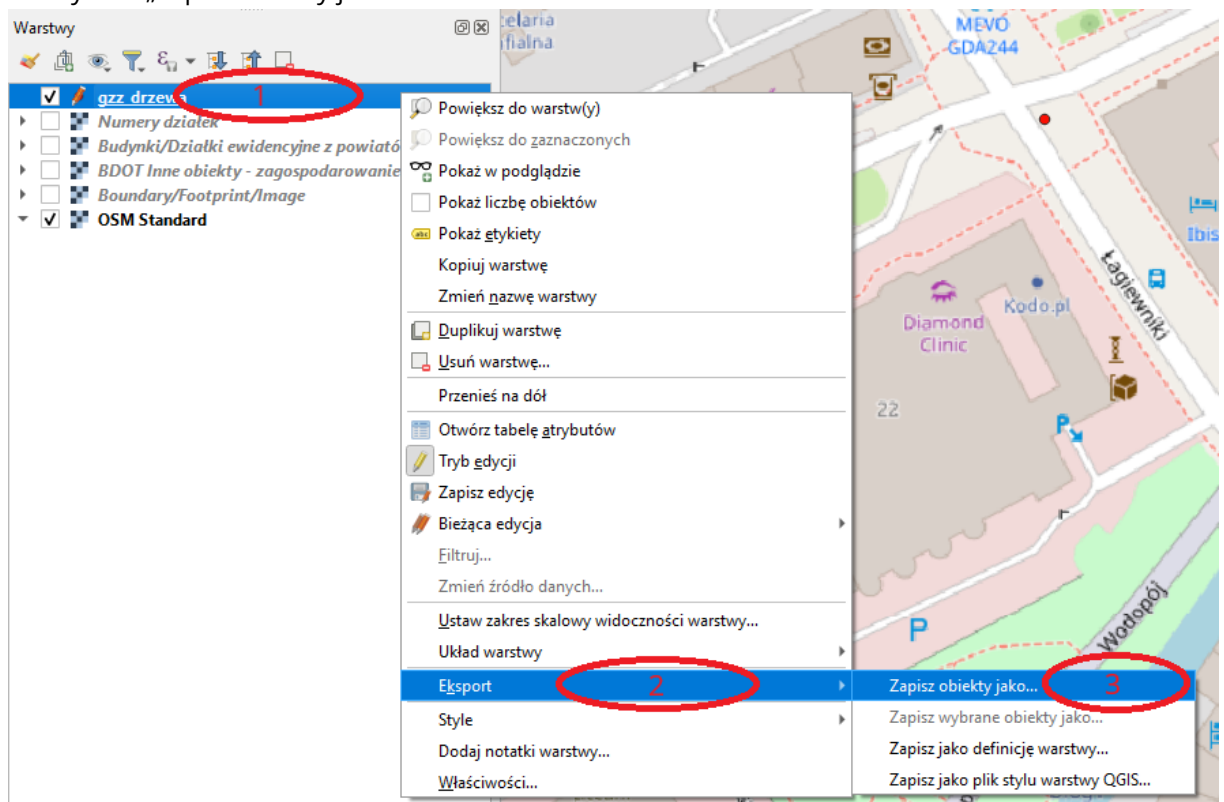 Warstwy
1
gzz_drzewa
Numery działek
Budynki/Działki ewidencyjne z powiató
BDOT Inne obiekty - zagospodarowanie
Boundary/Footprint/Image
OSM Standard
Powiększ do warstw(y)
Powiększ do zaznaczonych
Pokaż w podglądzie
Pokaż liczbę obiektów
abc
Pokaż etykiety
Kopiuj warstwę
Zmień nazwę warstwy
Duplikuj warstwę
Usuń warstwę...
Przenieś na dół
Otwórz tabelę atrybutów
Tryb edycji
Zapisz edycję
Bieżąca edycja
Filtruj...
Zmień źródło danych...
Ustaw zakres skalowy widoczności warstwy...
Układ warstwy
Eksport
2
Style
Dodaj notatki warstwy...
Właściwości...
Zapisz obiekty jako...
3
Zapisz wybrane obiekty jako...
Zapisz jako definicję warstwy...
Zapisz jako plik stylu warstwy QGIS...
elaria
fialna
MEVO
GDA244
Ibis
Łagiewniki
Kodo.pl
Diamond
Clinic
22
P
P
Wodopój